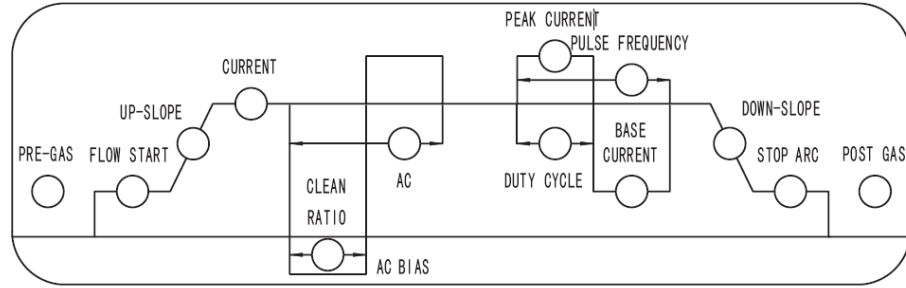 PEAK CURRENT
PULSE FREQUENCY
CURRENT
UP-SLOPE
DOWN-SLOPE
PRE-GAS
FLOW START
BASE
CURRENT
STOP ARC
POST GAS
AC
DUTY CYCLE
CLEAN
RATIO
AC BIAS